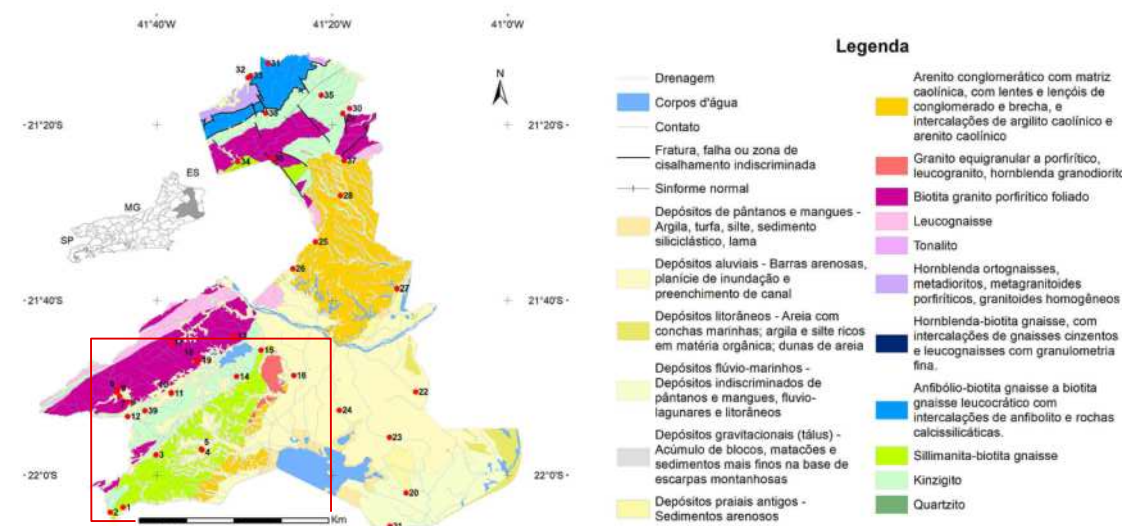 41°40'W
41°20'W
41°0'W
N
32
33
31
35
30
38
21°20'S
21°20'S
34
37
ES
MG
SP
28
25
26
27
21°40'S
21°40'S
15
19
14
16
11
22
12
39
24
5
4
3
23
22°0'S
22°0'S
20
2
1
Km
Legenda
Drenagem
Corpos d'água
Contato
Fratura, falha ou zona de
cisalhamento indiscriminada
Sinforme normal
Depósitos de pântanos e mangues -
Argila, turfa, silte, sedimento
siliciclástico, lama
Depósitos aluviais - Barras arenosas,
planície de inundação e
preenchimento de canal
Depósitos litorâneos - Areia com
conchas marinhas; argila e silte ricos
em matéria orgânica; dunas de areia
Depósitos flúvio-marinhos -
Depósitos indiscriminados de
pântanos e mangues, fluvio-
lagunares e litorâneos
Depósitos gravitacionais (tálus) -
Acúmulo de blocos, matacões e
sedimentos mais finos na base de
escarpas montanhosas
Depósitos praiais antigos -
Sedimentos arenosos
Arenito conglomerático com matriz
caolínica, com lentes e lençóis de
conglomerado e brecha, e
intercalações de argilito caolínico e
arenito caolínico
Granito equigranular a porfirítico,
leucogranito, hornblenda granodiorito
Biotita granito porfirítico foliado
Leucognaisse
Tonalito
Hornblenda ortognaisses,
metadioritos, metagranitoides
porfiríticos, granitoides homogêneos
Hornblenda-biotita gnaisse, com
intercalações de gnaisses cinzentos
e leucognaisses com granulometria
fina.
Anfibólio-biotita gnaisse a biotita
gnaisse leucocrático com
intercalações de anfibolito e rochas
calcissilicáticas.
Sillimanita-biotita gnaisse
Kinzigito
Quartzito